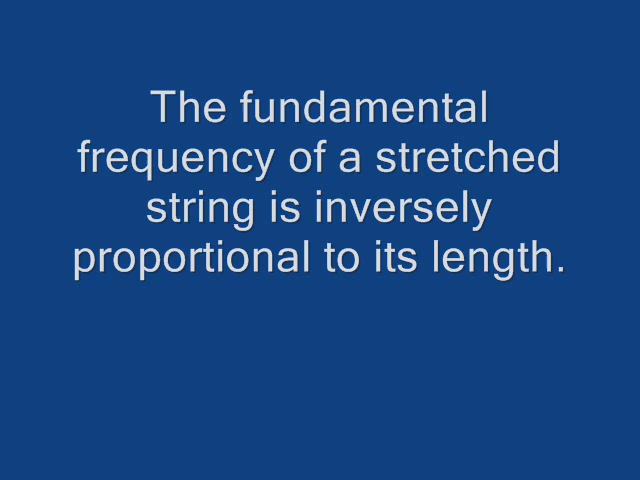 The fundamental
frequency of a stretched
string is inversely
proportional to its length.